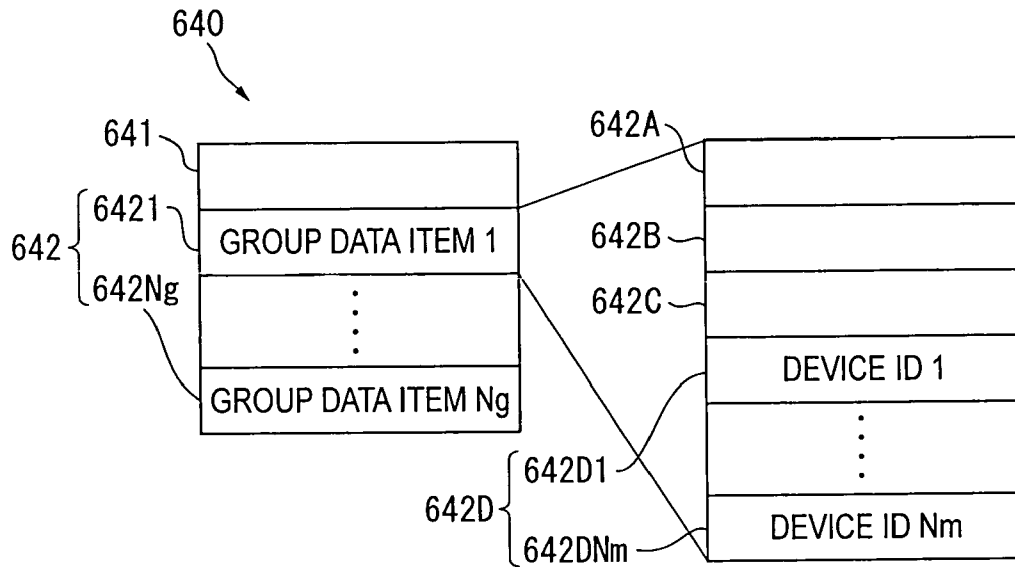 640
641
642A
6421
GROUP DATA ITEM 1
642B
642
642Ng
642C
DEVICE ID 1
GROUP DATA ITEM Ng
642D1
642D
642DNm
DEVICE ID Nm